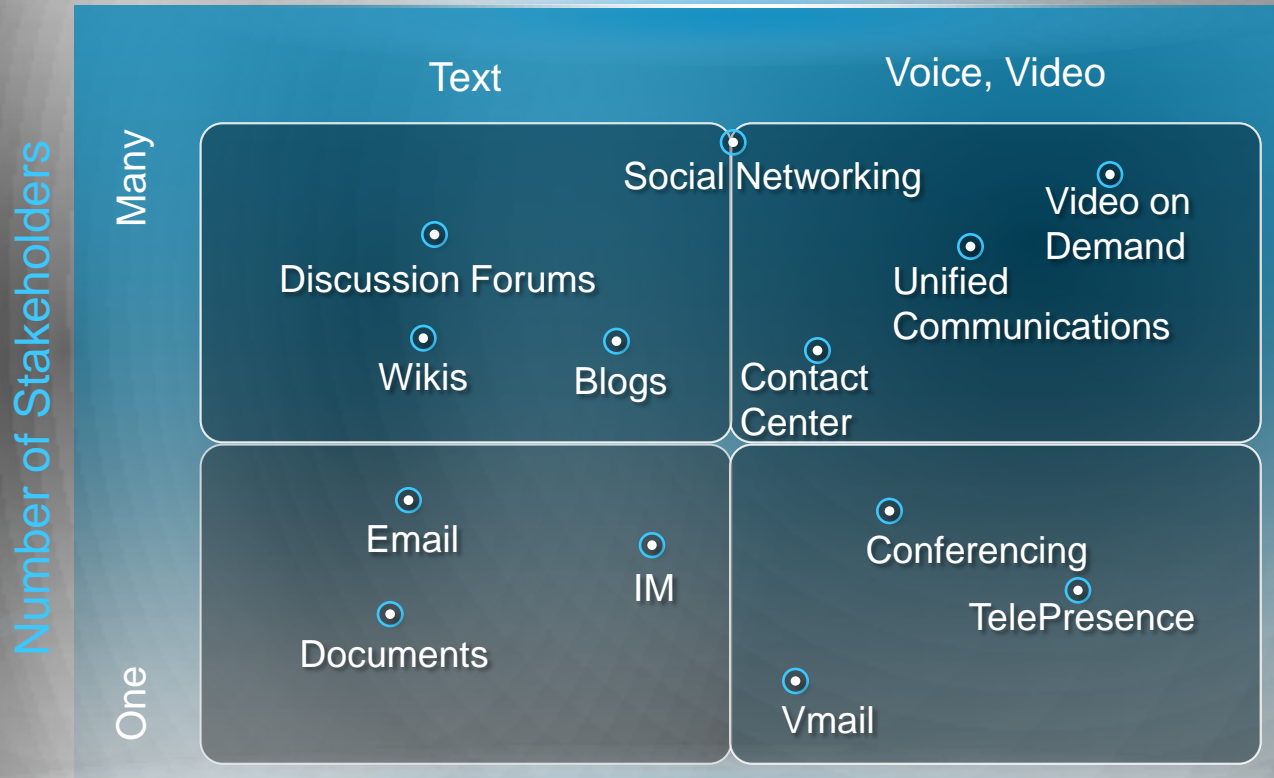 Text
Voice, Video
Number of Stakeholders
Many
Social Networking
Video on
Demand
Discussion Forums
Unified
Communications
Wikis
Blogs
Contact
Center
Email
IM
Conferencing
TelePresence
Documents
One
Vmail